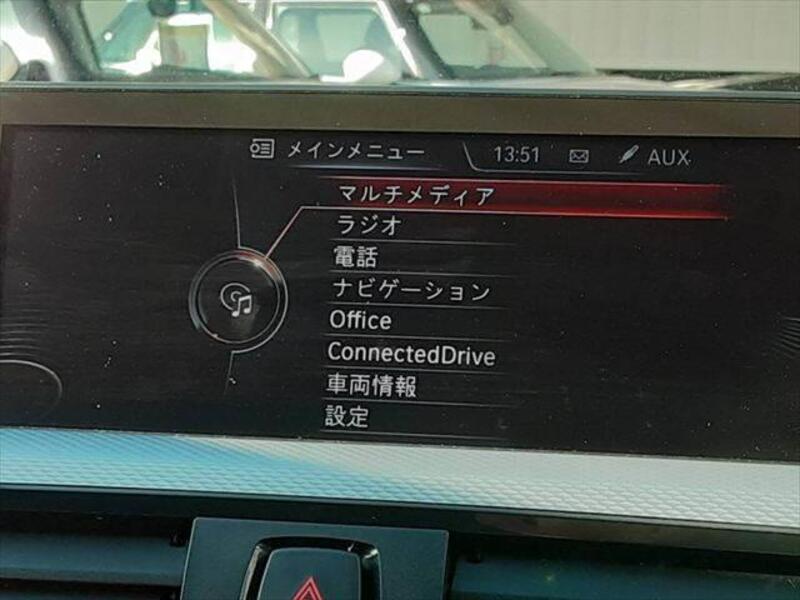 メインメニュー 13:51 AUX
マルチメディア
ラジオ
電話
ナビゲーション
Office
ConnectedDrive
車両情報
設定